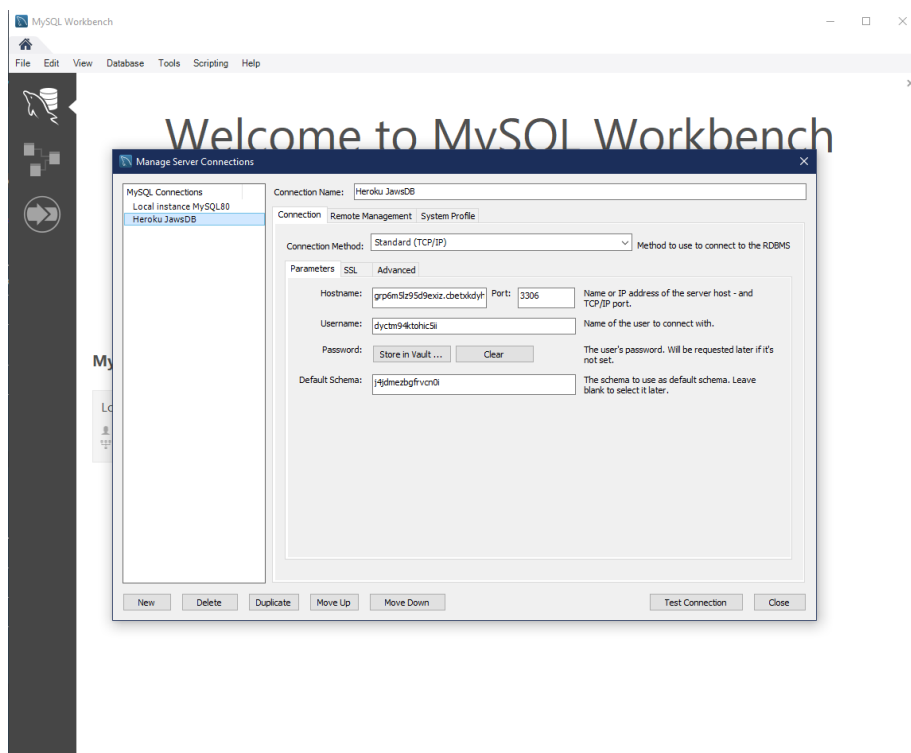 MySQL Workbench
File Edit View Database Tools Scripting Help
Welcome to MySQL Workbench
Manage Server Connections
MySQL Connections
Local instance MySQL80
Heroku JawsDB
Connection Name: Heroku JawsDB
Connection Remote Management System Profile
Connection Method: Standard (TCP/IP) Method to use to connect to the RDBMS
Parameters SSL Advanced
Hostname: Port: 3306 Name or IP address of the server host - and
TCP/IP port.
Username: Name of the user to connect with.
Password: Store in Vault ... Clear The user's password. Will be requested later if it's
not set.
Default Schema: j4jdmezbgfrvcn0i The schema to use as default schema. Leave
blank to select it later.
My
Lo
New Delete Duplicate Move Up Move Down Test Connection Close